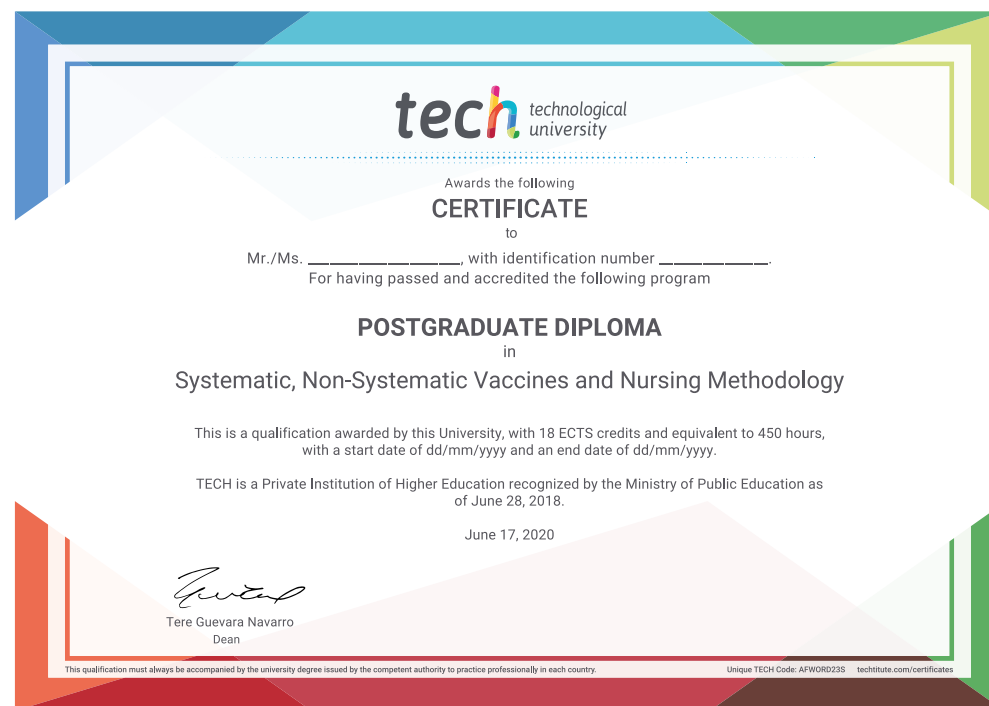 tech technological
university
Awards the following
CERTIFICATE
to
Mr./Ms. ____________________, with identification number ______________.
For having passed and accredited the following program
POSTGRADUATE DIPLOMA
in
Systematic, Non-Systematic Vaccines and Nursing Methodology
This is a qualification awarded by this University, with 18 ECTS credits and equivalent to 450 hours,
with a start date of dd/mm/yyyy and an end date of dd/mm/yyyy.
TECH is a Private Institution of Higher Education recognized by the Ministry of Public Education as
of June 28, 2018.
June 17, 2020
Tere Guevara Navarro
Dean
This qualification must always be accompanied by the university degree issued by the competent authority to practice professionally in each country.
Unique TECH Code: AFWORD23S techtitute.com/certificates